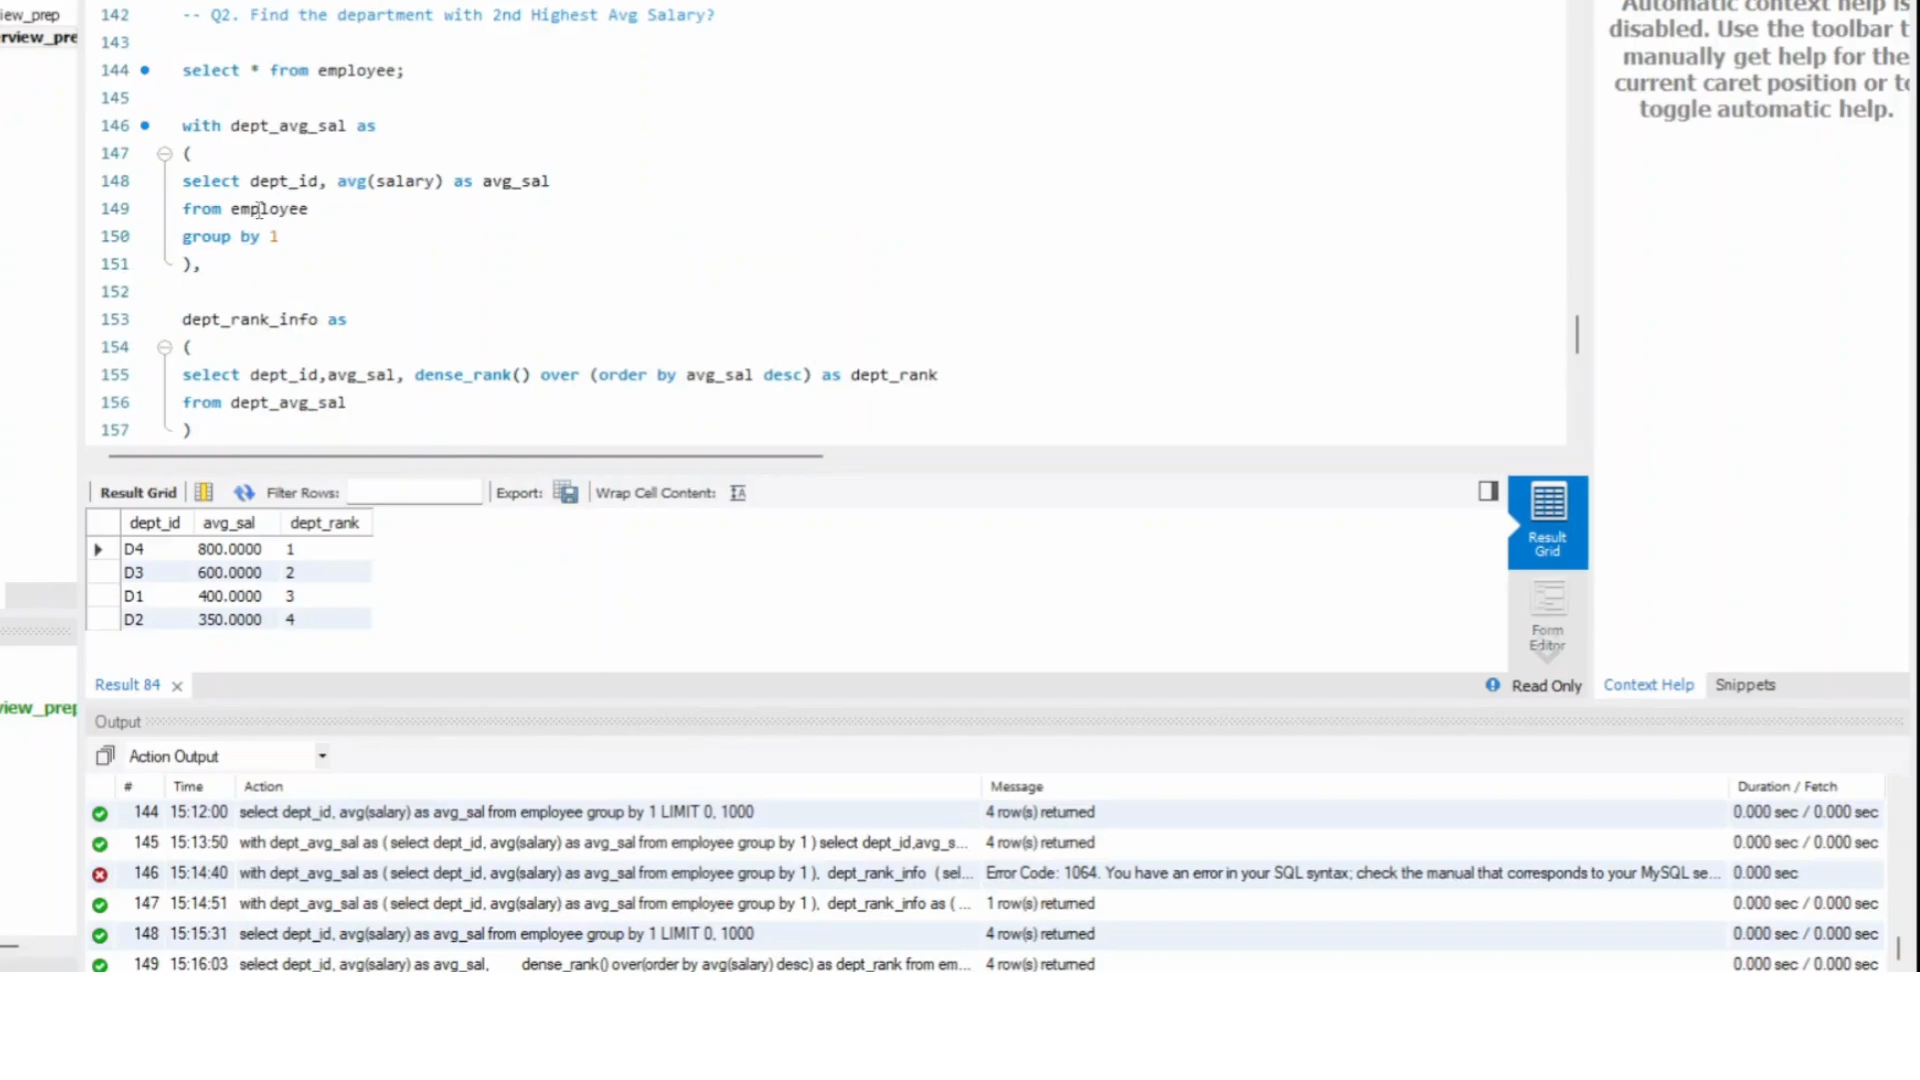 iew_prep
rview_pre
142 -- Q2. Find the department with 2nd Highest Avg Salary?
143
144 select * from employee;
145
146 with dept_avg_sal as
147 (
148 select dept_id, avg(salary) as avg_sal
149 from employee
150 group by 1
151 ),
152
153 dept_rank_info as
154 (
155 select dept_id,avg_sal, dense_rank() over (order by avg_sal desc) as dept_rank
156 from dept_avg_sal
157 )
Automatic context help is
disabled. Use the toolbar t
manually get help for the
current caret position or to
toggle automatic help.
Result Grid Filter Rows: Export: Wrap Cell Content:
dept_id avg_sal dept_rank
D4 800.0000 1
D3 600.0000 2
D1 400.0000 3
D2 350.0000 4
Result
Grid
Form
Editor
Result 84 Read Only Context Help Snippets
view_prep
Output
Action Output
# Time Action Message Duration / Fetch
144 15:12:00 select dept_id, avg(salary) as avg_sal from employee group by 1 LIMIT 0, 1000 4 row(s) returned 0.000 sec / 0.000 sec
145 15:13:50 with dept_avg_sal as ( select dept_id, avg(salary) as avg_sal from employee group by 1 ) select dept_id,avg_s... 4 row(s) returned 0.000 sec / 0.000 sec
146 15:14:40 with dept_avg_sal as ( select dept_id, avg(salary) as avg_sal from employee group by 1 ), dept_rank_info ( sel... Error Code: 1064. You have an error in your SQL syntax; check the manual that corresponds to your MySQL se... 0.000 sec
147 15:14:51 with dept_avg_sal as ( select dept_id, avg(salary) as avg_sal from employee group by 1 ), dept_rank_info as ( ... 1 row(s) returned 0.000 sec / 0.000 sec
148 15:15:31 select dept_id, avg(salary) as avg_sal from employee group by 1 LIMIT 0, 1000 4 row(s) returned 0.000 sec / 0.000 sec
149 15:16:03 select dept_id, avg(salary) as avg_sal, dense_rank() over(order by avg(salary) desc) as dept_rank from em... 4 row(s) returned 0.000 sec / 0.000 sec